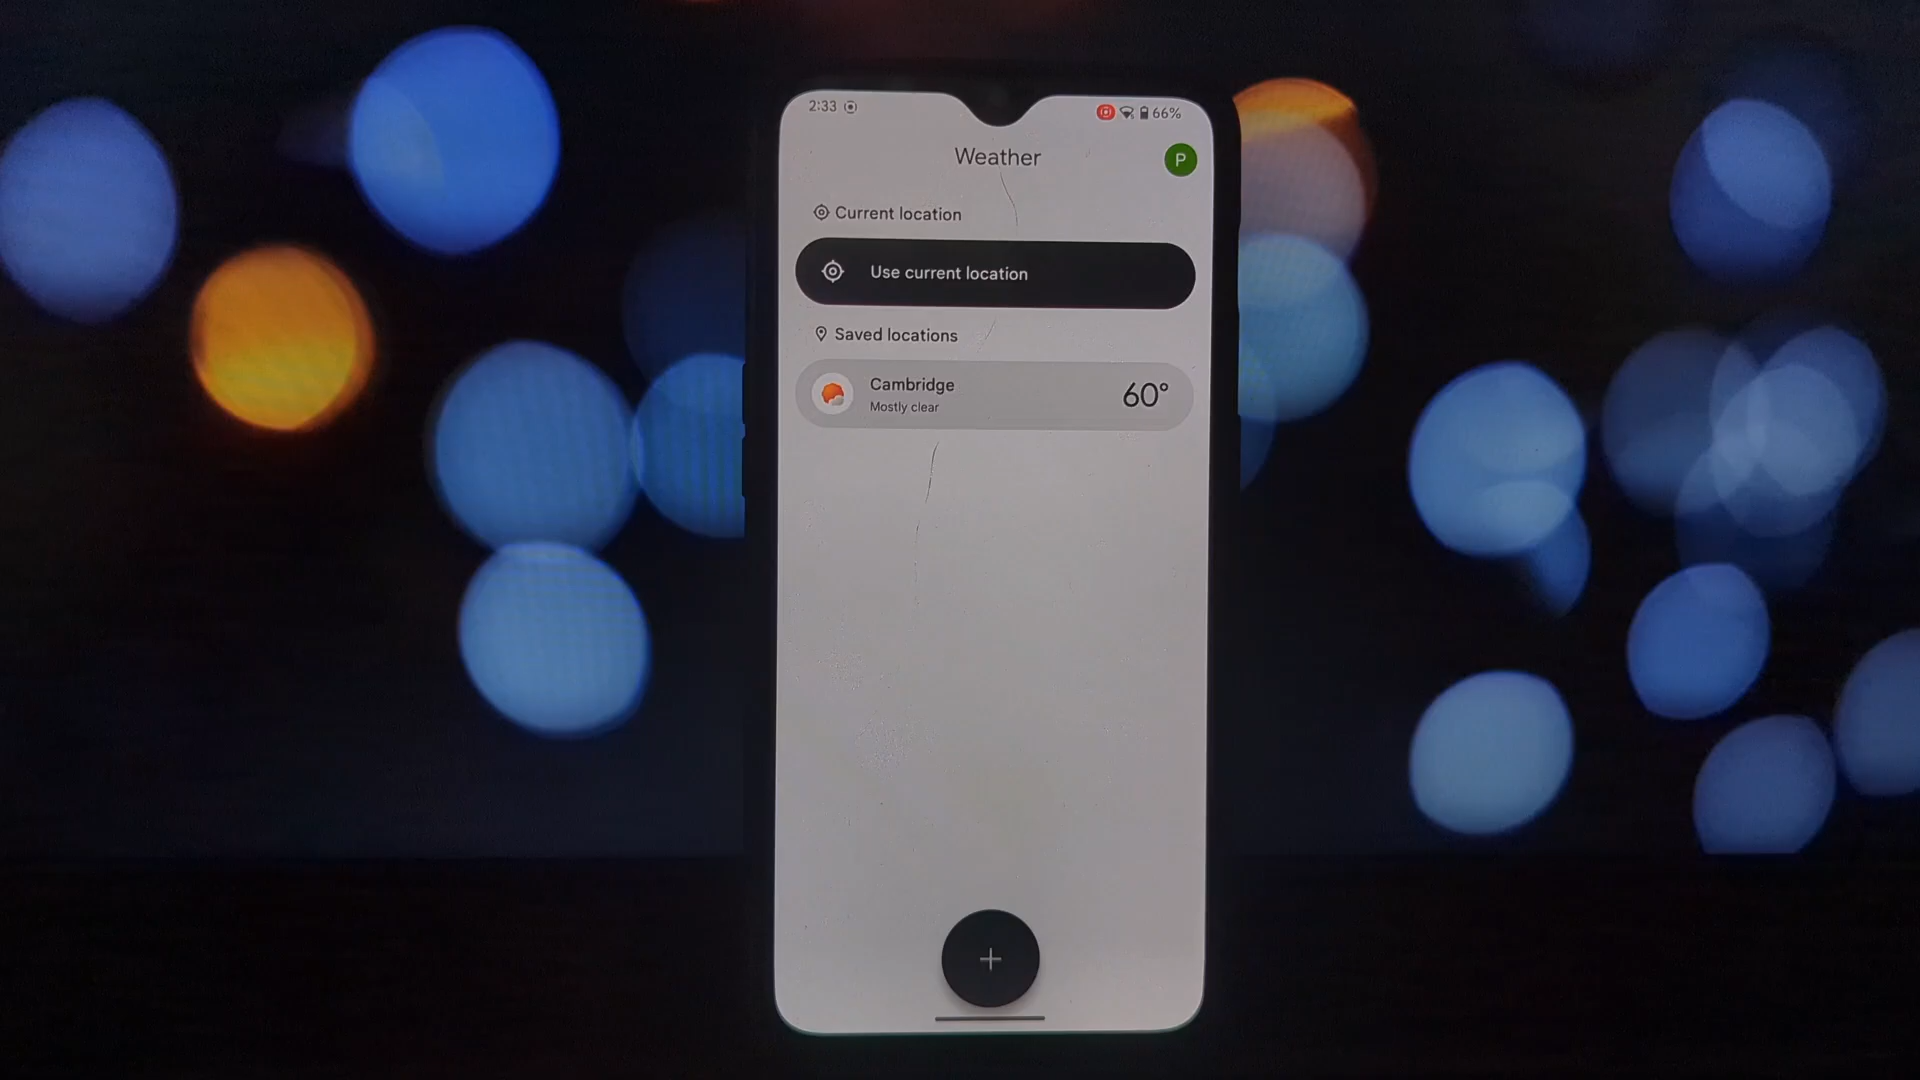 2:33
66%
Weather
P
Current location
Use current location
Saved locations
Cambridge
Mostly clear
60°